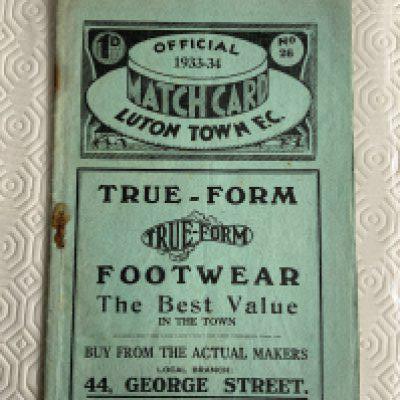 1D
OFFICIAL
1933-34
No 26
MATCH CARD
LUTON TOWN F.C.
TRUE-FORM
TRUE-FORM
FOOTWEAR
The Best Value
IN THE TOWN
BUY FROM THE ACTUAL MAKERS
LOCAL BRANCH:
44, GEORGE STREET.